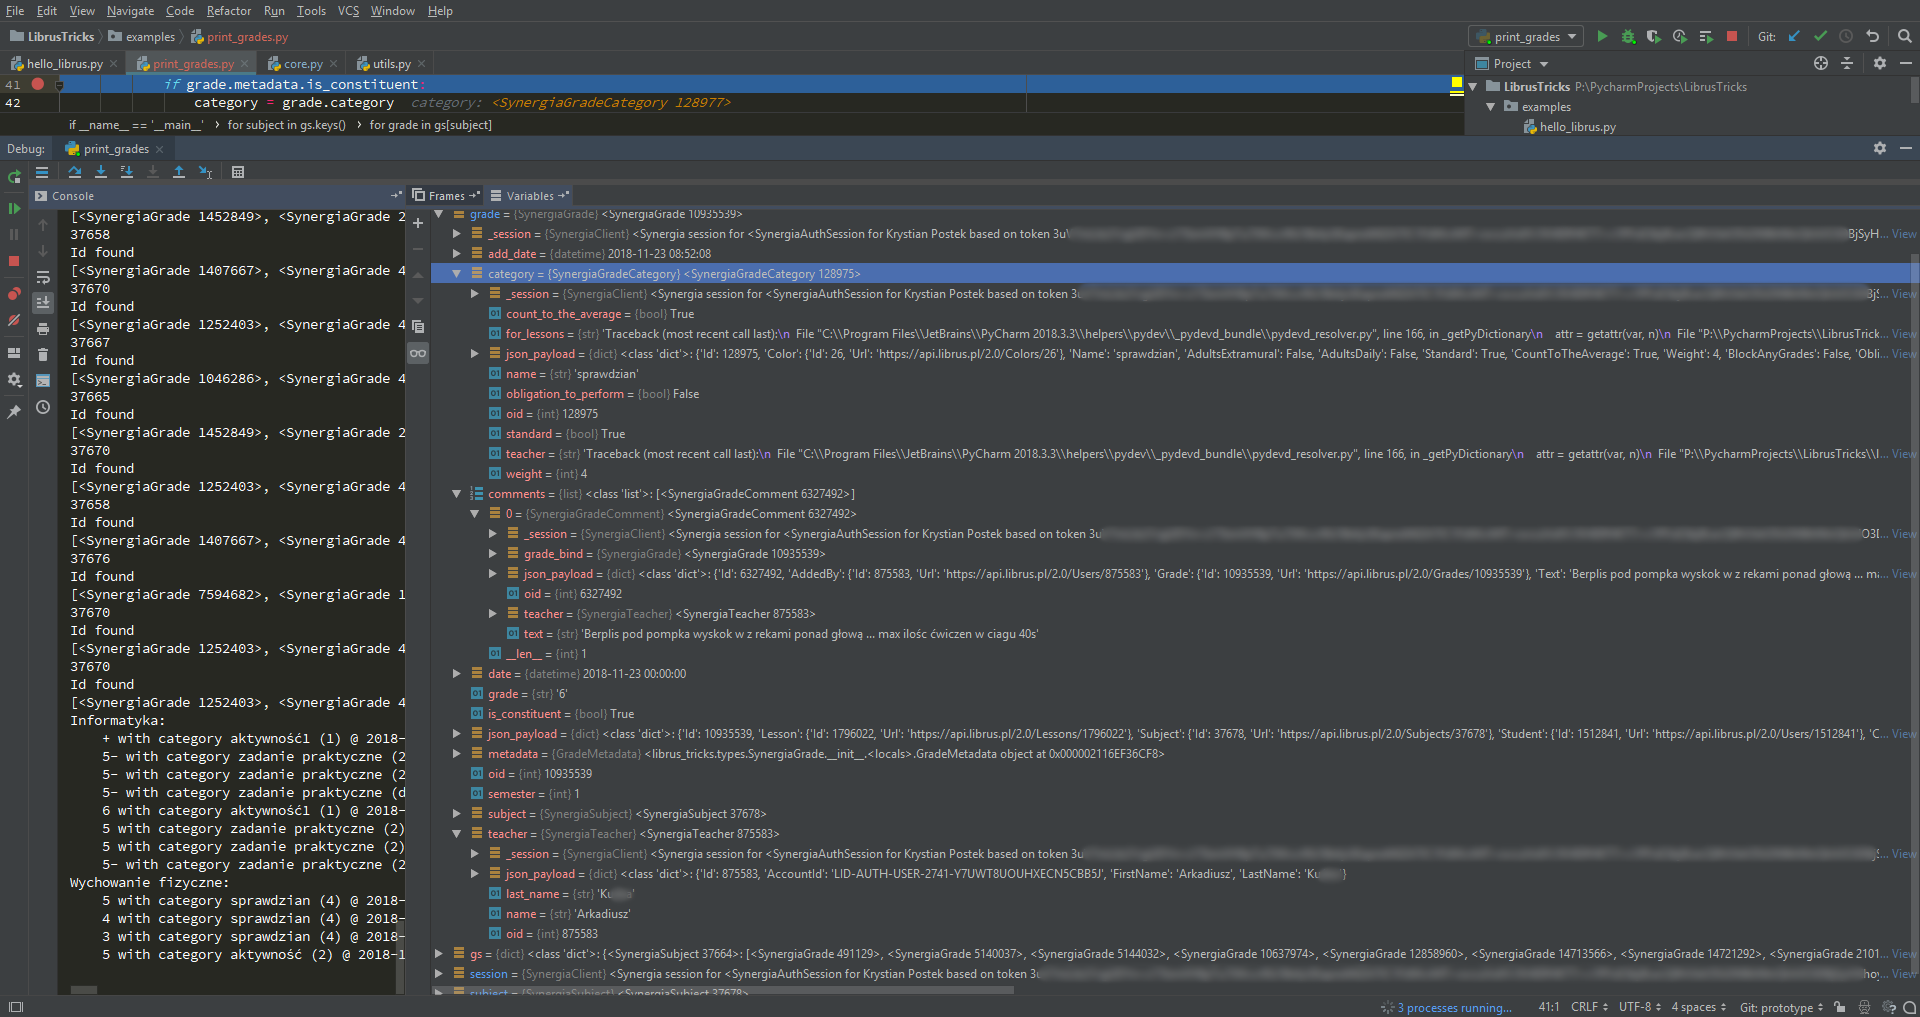 File Edit View Navigate Code Refactor Run Tools VCS Window Help
LibrusTricks examples print_grades.py
print_grades Git:
hello_librus.py print_grades.py core.py utils.py
Project
41 if grade.metadata.is_constituent:
42 category = grade.category category: <SynergiaGradeCategory 128977>
if __name__ == '__main__' for subject in gs.keys() for grade in gs[subject]
LibrusTricks P:\PycharmProjects\LibrusTricks
examples
hello_librus.py
Debug: print_grades
Console
[<SynergiaGrade 1452849>, <SynergiaGrade 2
37658
Id found
[<SynergiaGrade 1407667>, <SynergiaGrade 4
37670
Id found
[<SynergiaGrade 1252403>, <SynergiaGrade 4
37667
Id found
[<SynergiaGrade 1046286>, <SynergiaGrade 4
37665
Id found
[<SynergiaGrade 1452849>, <SynergiaGrade 2
37670
Id found
[<SynergiaGrade 1252403>, <SynergiaGrade 4
37658
Id found
[<SynergiaGrade 1407667>, <SynergiaGrade 4
37676
Id found
[<SynergiaGrade 7594682>, <SynergiaGrade 1
37670
Id found
[<SynergiaGrade 1252403>, <SynergiaGrade 4
37670
Id found
[<SynergiaGrade 1252403>, <SynergiaGrade 4
Informatyka:
+ with category aktywność1 (1) @ 2018-
5- with category zadanie praktyczne (2
5- with category zadanie praktyczne (2
5- with category zadanie praktyczne (d
6 with category aktywność1 (1) @ 2018-
5 with category zadanie praktyczne (2)
5 with category zadanie praktyczne (2)
5- with category zadanie praktyczne (2
Wychowanie fizyczne:
5 with category sprawdzian (4) @ 2018-
4 with category sprawdzian (4) @ 2018-
3 with category sprawdzian (4) @ 2018-
5 with category aktywność (2) @ 2018-1
Frames Variables
grade = {SynergiaGrade} <SynergiaGrade 10935539>
_session = {SynergiaClient} <Synergia session for <SynergiaAuthSession for Krystian Postek based on token 3u BjSyH... View
add_date = {datetime} 2018-11-23 08:52:08
category = {SynergiaGradeCategory} <SynergiaGradeCategory 128975>
_session = {SynergiaClient} <Synergia session for <SynergiaAuthSession for Krystian Postek based on token 3u ... View
count_to_the_average = {bool} True
for_lessons = {str} 'Traceback (most recent call last):\n File "C:\\Program Files\\JetBrains\\PyCharm 2018.3.3\\helpers\\pydev\\_pydevd_bundle\\pydevd_resolver.py", line 166, in _getPyDictionary\n attr = getattr(var, n)\n File "P:\\PycharmProjects\\LibrusTrick... View
json_payload = {dict} <class 'dict'>: {'Id': 128975, 'Color': {'Id': 26, 'Url': 'https://api.librus.pl/2.0/Colors/26'}, 'Name': 'sprawdzian', 'AdultsExtramural': False, 'AdultsDaily': False, 'Standard': True, 'CountToTheAverage': True, 'Weight': 4, 'BlockAnyGrades': False, 'Obli... View
name = {str} 'sprawdzian'
obligation_to_perform = {bool} False
oid = {int} 128975
standard = {bool} True
teacher = {str} 'Traceback (most recent call last):\n File "C:\\Program Files\\JetBrains\\PyCharm 2018.3.3\\helpers\\pydev\\_pydevd_bundle\\pydevd_resolver.py", line 166, in _getPyDictionary\n attr = getattr(var, n)\n File "P:\\PycharmProjects\\LibrusTricks\\l... View
weight = {int} 4
comments = {list} <class 'list'>: [<SynergiaGradeComment 6327492>]
0 = {SynergiaGradeComment} <SynergiaGradeComment 6327492>
_session = {SynergiaClient} <Synergia session for <SynergiaAuthSession for Krystian Postek based on token 3u ... View
grade_bind = {SynergiaGrade} <SynergiaGrade 10935539>
json_payload = {dict} <class 'dict'>: {'Id': 6327492, 'AddedBy': {'Id': 875583, 'Url': 'https://api.librus.pl/2.0/Users/875583'}, 'Grade': {'Id': 10935539, 'Url': 'https://api.librus.pl/2.0/Grades/10935539'}, 'Text': 'Berplis pod pompka wyskok w z rekami ponad głową ... ma... View
oid = {int} 6327492
teacher = {SynergiaTeacher} <SynergiaTeacher 875583>
text = {str} 'Berplis pod pompka wyskok w z rekami ponad głową ... max ilośc ćwiczen w ciagu 40s'
__len__ = {int} 1
date = {datetime} 2018-11-23 00:00:00
grade = {str} '6'
is_constituent = {bool} True
json_payload = {dict} <class 'dict'>: {'Id': 10935539, 'Lesson': {'Id': 1796022, 'Url': 'https://api.librus.pl/2.0/Lessons/1796022'}, 'Subject': {'Id': 37678, 'Url': 'https://api.librus.pl/2.0/Subjects/37678'}, 'Student': {'Id': 1512841, 'Url': 'https://api.librus.pl/2.0/Users/1512841'}, 'C... View
metadata = {GradeMetadata} <librus_tricks.types.SynergiaGrade.__init__.<locals>.GradeMetadata object at 0x000002116EF36CF8>
oid = {int} 10935539
semester = {int} 1
subject = {SynergiaSubject} <SynergiaSubject 37678>
teacher = {SynergiaTeacher} <SynergiaTeacher 875583>
_session = {SynergiaClient} <Synergia session for <SynergiaAuthSession for Krystian Postek based on token 3u ... View
json_payload = {dict} <class 'dict'>: {'Id': 875583, 'AccountId': 'LID-AUTH-USER-2741-Y7UWT8UOUHXECN5CBB5J', 'FirstName': 'Arkadiusz', 'LastName': 'Ku }
last_name = {str} 'Ku '
name = {str} 'Arkadiusz'
oid = {int} 875583
gs = {dict} <class 'dict'>: {<SynergiaSubject 37664>: [<SynergiaGrade 491129>, <SynergiaGrade 5140037>, <SynergiaGrade 5144032>, <SynergiaGrade 10637974>, <SynergiaGrade 12858960>, <SynergiaGrade 14713566>, <SynergiaGrade 14721292>, <SynergiaGrade 2101... View
session = {SynergiaClient} <Synergia session for <SynergiaAuthSession for Krystian Postek based on token 3u hoy... View
subject = {SynergiaSubject} <SynergiaSubject 37678>
3 processes running... 41:1 CRLF UTF-8 4 spaces Git: prototype